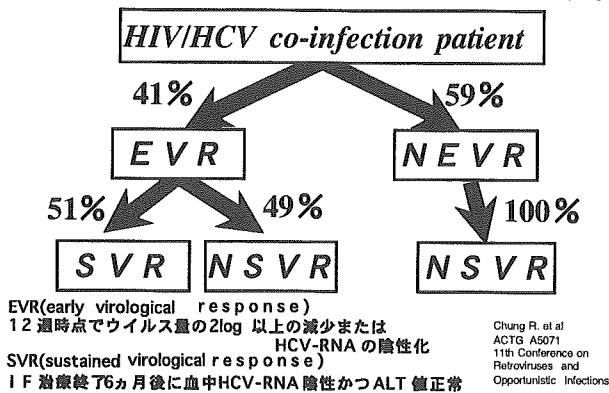 HIV/HCV co-infection patient
41%
59%
EVR
NEVR
51%
49%
100%
SVR
NSVR
NSVR
EVR(early virological response)
12週時点でウイルス量の2log 以上の減少または
HCV-RNA の陰性化
SVR(sustained virological response)
IF 治療終了6ヵ月後に血中HCV-RNA 陰性かつ ALT 値正常
Chung R. et al
ACTG A5071
11th Conference on
Retroviruses and
Opportunistic Infections